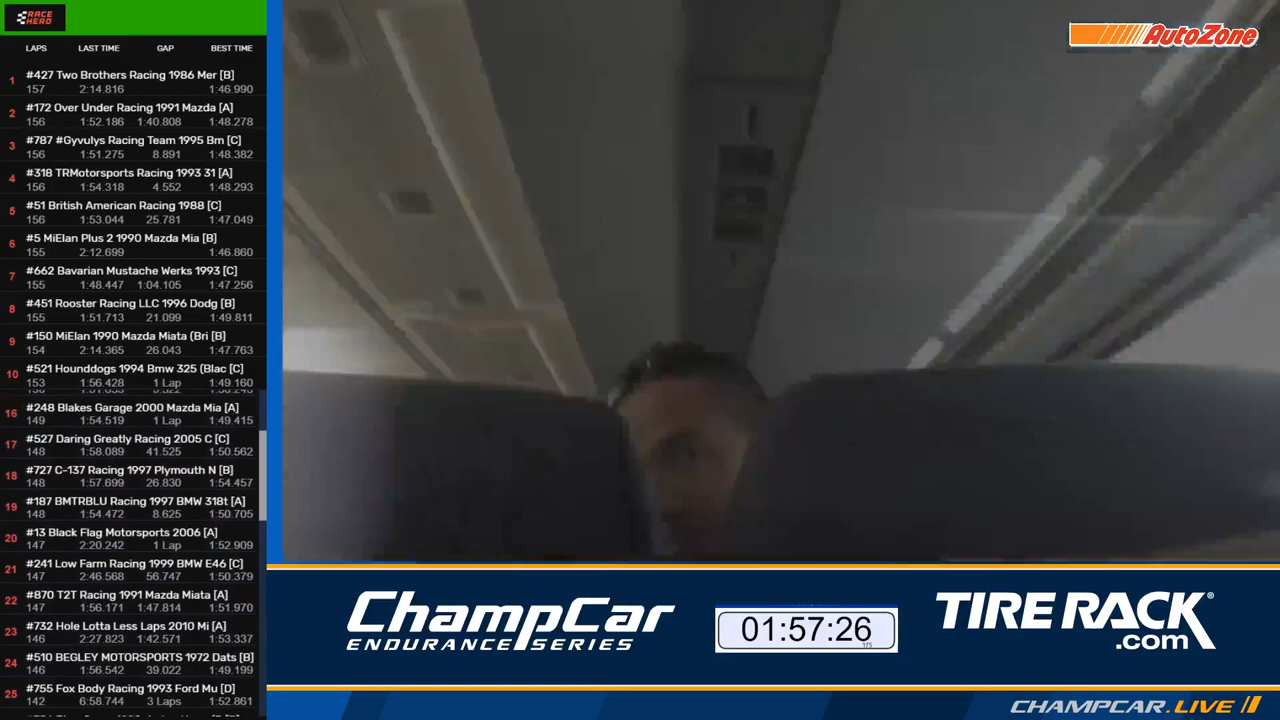 RACE
HERO
LAPS LAST TIME GAP BEST TIME
1 #427 Two Brothers Racing 1986 Mer [B]
157 2:14.816 1:46.990
2 #172 Over Under Racing 1991 Mazda [A]
156 1:52.186 1:40.808 1:48.278
3 #787 #Gyvulys Racing Team 1995 Bm [C]
156 1:51.275 8.891 1:48.382
4 #318 TRMotorsports Racing 1993 31 [A]
156 1:54.318 4.552 1:48.293
5 #51 British American Racing 1988 [C]
156 1:53.044 25.781 1:47.049
6 #5 MiElan Plus 2 1990 Mazda Mia [B]
155 2:12.699 1:46.860
7 #662 Bavarian Mustache Werks 1993 [C]
155 1:48.447 1:04.105 1:47.256
8 #451 Rooster Racing LLC 1996 Dodg [B]
155 1:51.713 21.099 1:49.811
9 #150 MiElan 1990 Mazda Miata (Bri [B]
154 2:14.365 26.043 1:47.763
10 #521 Hounddogs 1994 Bmw 325 (Blac [C]
153 1:56.428 1 Lap 1:49.160
16 #248 Blakes Garage 2000 Mazda Mia [A]
149 1:54.519 1 Lap 1:49.415
17 #527 Daring Greatly Racing 2005 C [C]
148 1:58.089 41.525 1:50.562
18 #727 C-137 Racing 1997 Plymouth N [B]
148 1:57.699 26.830 1:54.457
19 #187 BMTRBLU Racing 1997 BMW 318t [A]
148 1:54.472 8.625 1:50.705
20 #13 Black Flag Motorsports 2006 [A]
147 2:20.242 1 Lap 1:52.909
21 #241 Low Farm Racing 1999 BMW E46 [C]
147 2:46.568 56.747 1:50.379
22 #870 T2T Racing 1991 Mazda Miata [A]
147 1:56.171 1:47.814 1:51.970
23 #732 Hole Lotta Less Laps 2010 Mi [A]
146 2:27.823 1:42.571 1:53.337
24 #510 BEGLEY MOTORSPORTS 1972 Dats [B]
146 1:56.542 39.022 1:49.199
25 #755 Fox Body Racing 1993 Ford Mu [D]
142 6:58.744 3 Laps 1:52.861
AutoZone
ChampCar
ENDURANCE SERIES
01:57:26
TIRE RACK®
.com
CHAMPCAR.LIVE